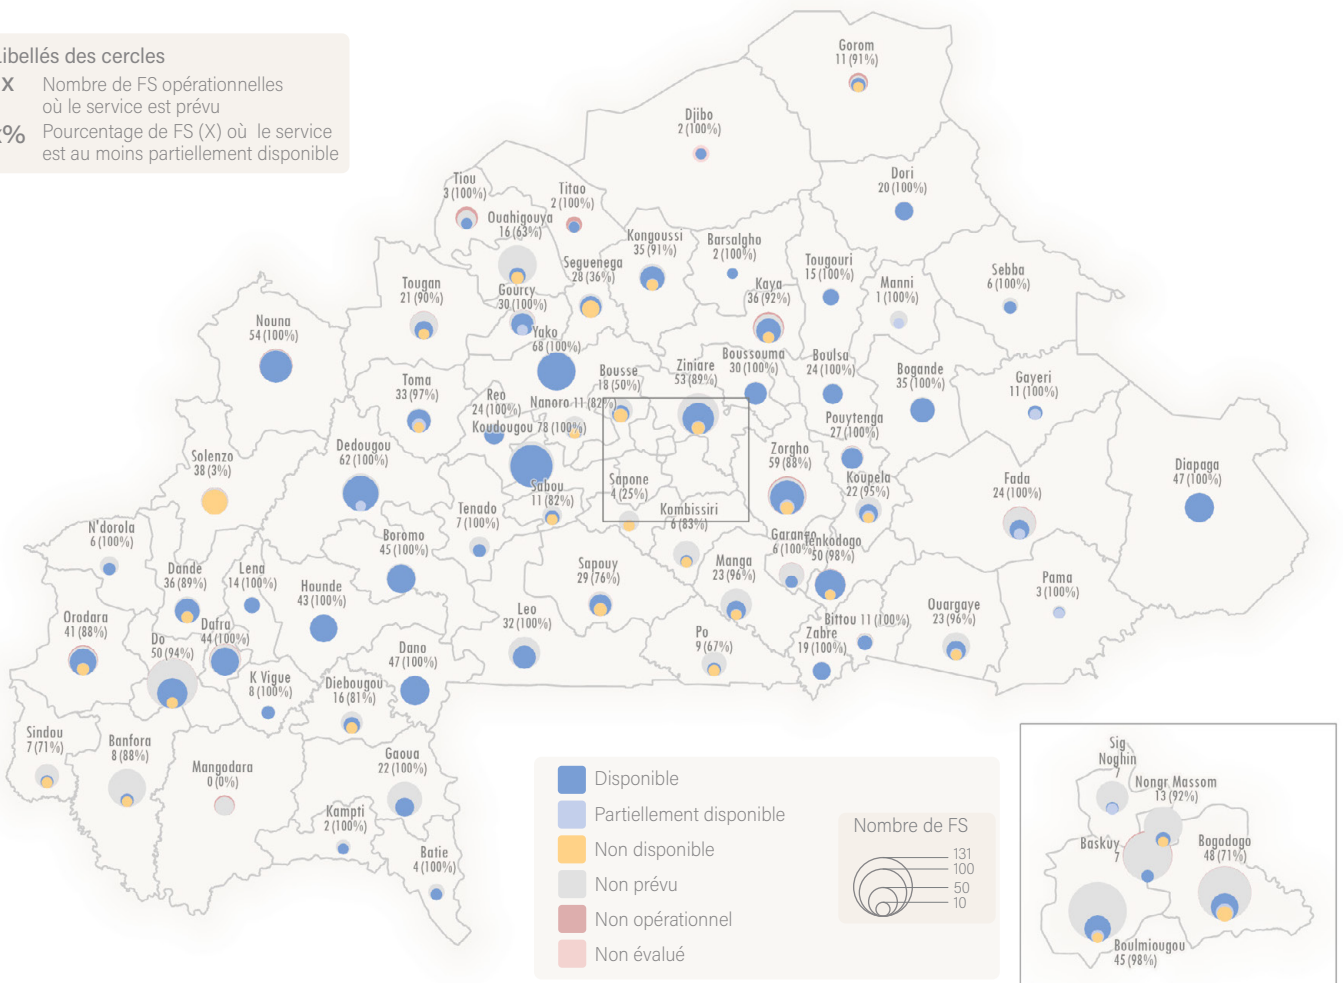 Libellés des cercles
X Nombre de FS opérationnelles
où le service est prévu
% Pourcentage de FS (X) où le service
est au moins partiellement disponible
Gorom
11 (91%)
Djibo
2 (100%)
Dori
20 (100%)
Tiou
3 (100%)
Titao
2 (100%)
Ouahigouya
16 (63%)
Kongoussi
35 (91%)
Barsalgho
2 (100%)
Tougouri
15 (100%)
Manni
1 (100%)
Sebba
6 (100%)
Seguenega
28 (36%)
Tougan
21 (90%)
Gourcy
30 (100%)
Kaya
36 (92%)
Nouna
54 (100%)
Yako
68 (100%)
Bousse
18 (50%)
Ziniare
53 (89%)
Boussouma
30 (100%)
Boulsa
24 (100%)
Bogande
35 (100%)
Gayeri
11 (100%)
Toma
33 (97%)
Reo
24 (100%)
Nanoro 11 (82%)
Koudougou 78 (100%)
Pouytenga
27 (100%)
Solenzo
38 (3%)
Dedougou
62 (100%)
Zorgho
59 (88%)
Koupela
22 (95%)
Fada
24 (100%)
Diapaga
47 (100%)
Sabou
11 (82%)
Sapone
4 (25%)
Tenado
7 (100%)
Kombissiri
6 (83%)
N'dorola
6 (100%)
Boromo
45 (100%)
Garango
6 (100%)
Tenkodogo
50 (98%)
Dande
36 (89%)
Lena
14 (100%)
Hounde
43 (100%)
Sapouy
29 (76%)
Manga
23 (96%)
Pama
3 (100%)
Orodara
41 (88%)
Dafra
44 (100%)
Do
50 (94%)
Leo
32 (100%)
Bittou 11 (100%)
Ouargaye
23 (96%)
Po
9 (67%)
Zabre
19 (100%)
Dano
47 (100%)
K Vigue
8 (100%)
Diebougou
16 (81%)
Sindou
7 (71%)
Banfora
8 (88%)
Mangodara
0 (0%)
Gaoua
22 (100%)
Kampti
2 (100%)
Batie
4 (100%)
Disponible
Partiellement disponible
Non disponible
Non prévu
Non opérationnel
Non évalué
Nombre de FS
131
100
50
10
Sig
Noghin
7
Nongr Massom
13 (92%)
Baskuy
7
Bogodogo
48 (71%)
Boulmiougou
45 (98%)